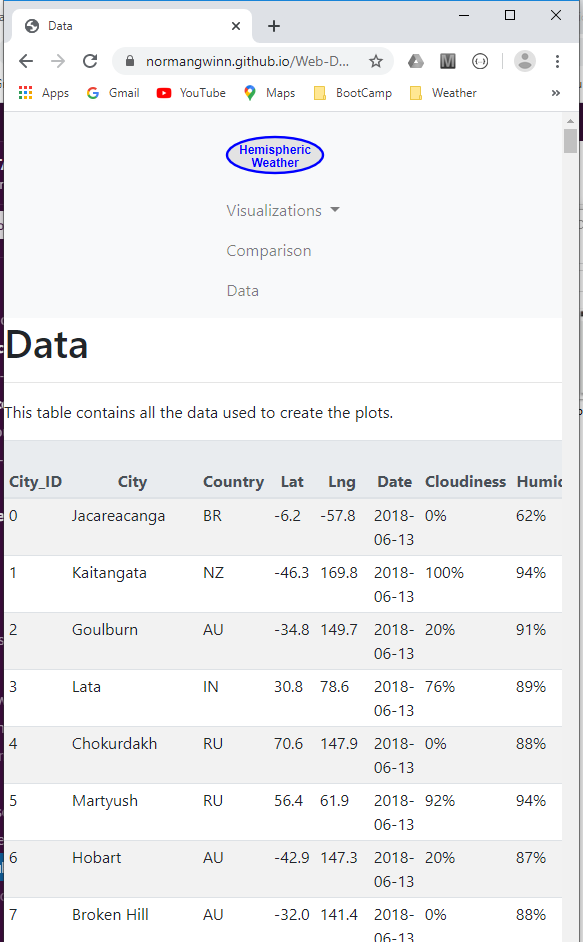 Data
normangwinn.github.io/Web-D...
Apps Gmail YouTube Maps BootCamp Weather »
Hemispheric
Weather
Visualizations
Comparison
Data
Data
This table contains all the data used to create the plots.
City_ID City Country Lat Lng Date Cloudiness Humid
0 Jacareacanga BR -6.2 -57.8 2018- 0% 62%
06-13
1 Kaitangata NZ -46.3 169.8 2018- 100% 94%
06-13
2 Goulburn AU -34.8 149.7 2018- 20% 91%
06-13
3 Lata IN 30.8 78.6 2018- 76% 89%
06-13
4 Chokurdakh RU 70.6 147.9 2018- 0% 88%
06-13
5 Martyush RU 56.4 61.9 2018- 92% 94%
06-13
6 Hobart AU -42.9 147.3 2018- 20% 87%
06-13
7 Broken Hill AU -32.0 141.4 2018- 0% 88%
06-13